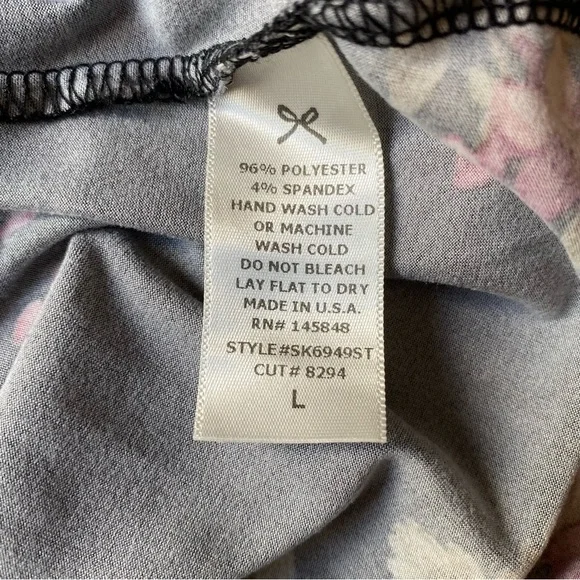 96% POLYESTER
4% SPANDEX
HAND WASH COLD
OR MACHINE
WASH COLD
DO NOT BLEACH
LAY FLAT TO DRY
MADE IN U.S.A.
RN# 145848
STYLE#SK6949ST
CUT# 8294
L